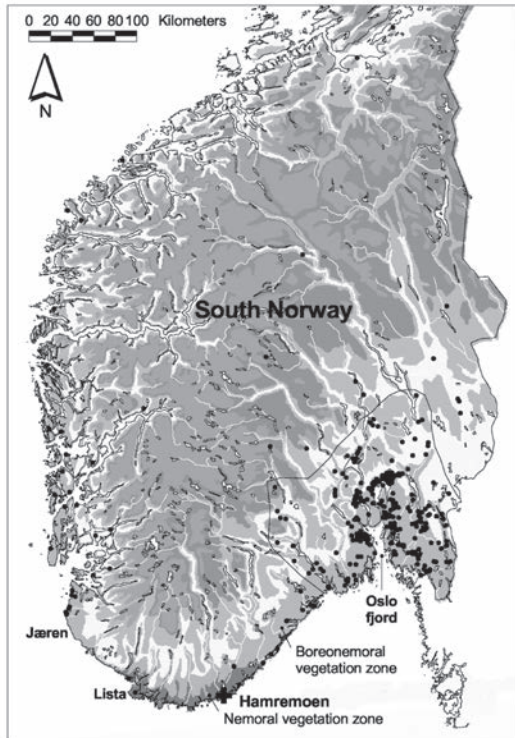 0 20 40 60 80 100 Kilometers
N
South Norway
Oslo
fjord
Jæren
Boreonemoral
vegetation zone
Lista
Hamremoen
Nemoral vegetation zone